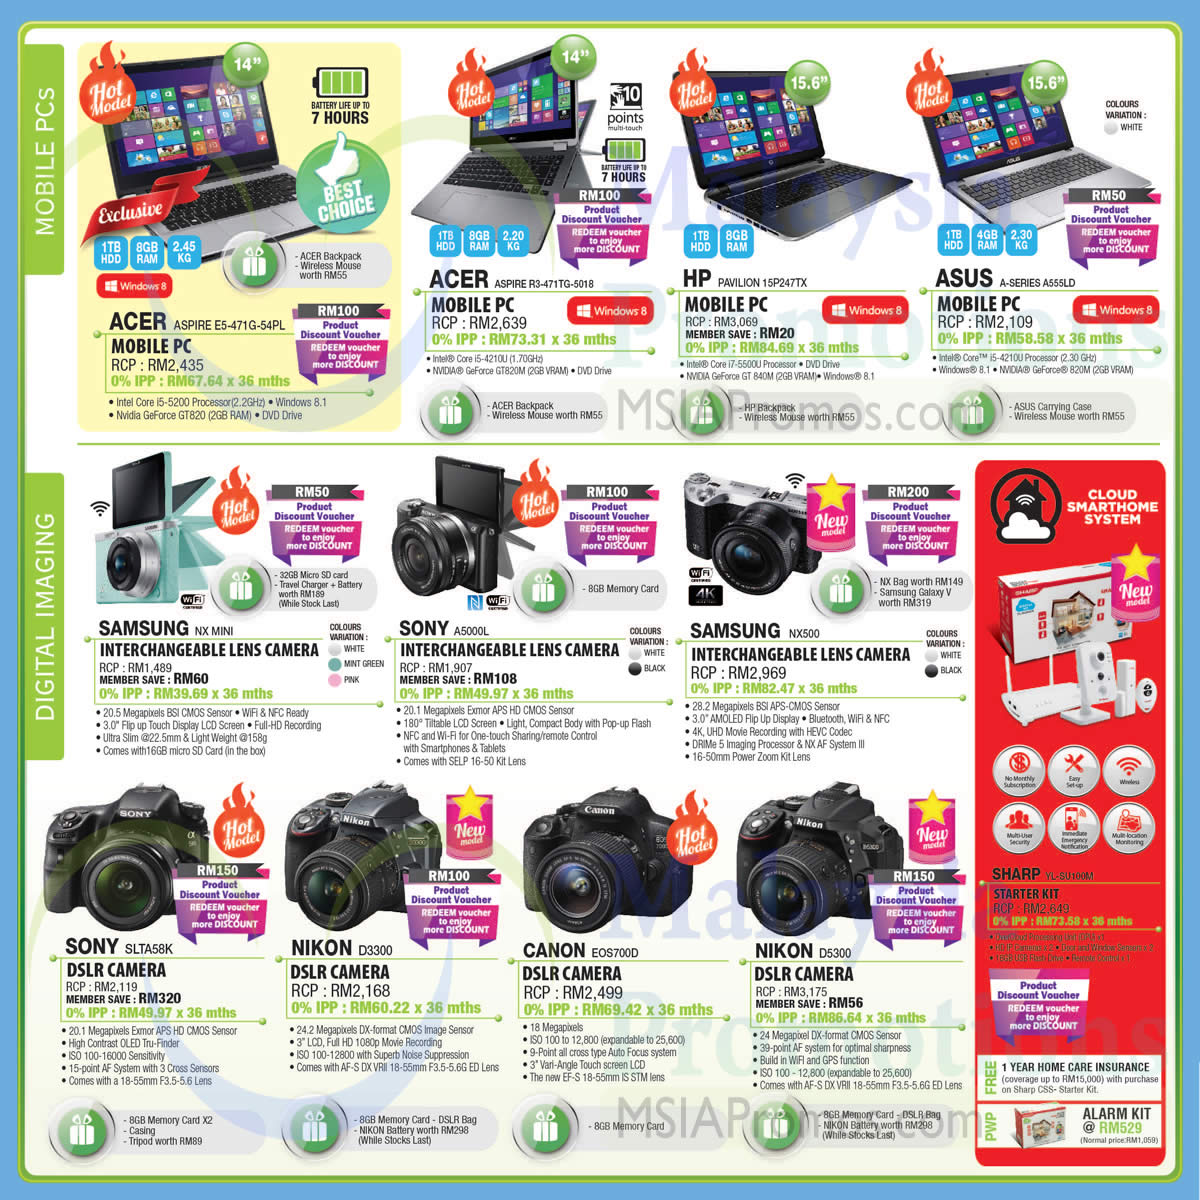 MOBILE PCs
Hot Model
14"
BATTERY LIFE UP TO
7 HOURS
BEST CHOICE
Exclusive
1TB HDD
8GB RAM
2.45 KG
Windows 8
- ACER Backpack
- Wireless Mouse
worth RM55
ACER ASPIRE E5-471G-54PL
MOBILE PC
RCP : RM2,435
0% IPP : RM67.64 x 36 mths
• Intel Core i5-5200 Processor(2.2GHz) • Windows 8.1
• Nvidia GeForce GT820 (2GB RAM) • DVD Drive
RM100
Product
Discount Voucher
REDEEM voucher
to enjoy
more DISCOUNT
Hot Model
14"
10
points
multi-touch
BATTERY LIFE UP TO
7 HOURS
RM100
Product
Discount Voucher
REDEEM voucher
to enjoy
more DISCOUNT
1TB HDD
8GB RAM
2.20 KG
ACER ASPIRE R3-471TG-5018
MOBILE PC
Windows 8
RCP : RM2,639
0% IPP : RM73.31 x 36 mths
• Intel® Core i5-4210U (1.70GHz)
• NVIDIA® GeForce GT820M (2GB VRAM) • DVD Drive
- ACER Backpack
- Wireless Mouse worth RM55
Hot Model
15.6"
1TB HDD
8GB RAM
HP PAVILION 15P247TX
MOBILE PC
Windows 8
RCP : RM3,069
MEMBER SAVE : RM20
0% IPP : RM84.69 x 36 mths
• Intel® Core i7-5500U Processor • DVD Drive
• NVIDIA GeForce GT 840M (2GB VRAM)• Windows® 8.1
- HP Backpack
- Wireless Mouse worth RM55
Hot Model
15.6"
COLOURS
VARIATION :
WHITE
ASUS
RM50
Product
Discount Voucher
REDEEM voucher
to enjoy
more DISCOUNT
1TB HDD
4GB RAM
2.30 KG
ASUS A-SERIES A555LD
MOBILE PC
Windows 8
RCP : RM2,109
0% IPP : RM58.58 x 36 mths
• Intel® Core™ i5-4210U Processor (2.30 GHz)
• Windows® 8.1 • NVIDIA® GeForce® 820M (2GB VRAM)
- ASUS Carrying Case
- Wireless Mouse worth RM55
Malaysia Promotions
MSIAPromos.com
DIGITAL IMAGING
Hot Model
RM50
Product
Discount Voucher
REDEEM voucher
to enjoy
more DISCOUNT
- 32GB Micro SD card
- Travel Charger + Battery
worth RM189
(While Stock Last)
WiFi CERTIFIED
SAMSUNG NX MINI
INTERCHANGEABLE LENS CAMERA
RCP : RM1,489
MEMBER SAVE : RM60
0% IPP : RM39.69 x 36 mths
COLOURS
VARIATION :
WHITE
MINT GREEN
PINK
• 20.5 Megapixels BSI CMOS Sensor • WiFi & NFC Ready
• 3.0" Flip up Touch Display LCD Screen • Full-HD Recording
• Ultra Slim @22.5mm & Light Weight @158g
• Comes with16GB micro SD Card (in the box)
SONY
Hot Model
RM100
Product
Discount Voucher
REDEEM voucher
to enjoy
more DISCOUNT
- 8GB Memory Card
WiFi CERTIFIED
SONY A5000L
INTERCHANGEABLE LENS CAMERA
RCP : RM1,907
MEMBER SAVE : RM108
0% IPP : RM49.97 x 36 mths
COLOURS
VARIATION :
WHITE
BLACK
• 20.1 Megapixels Exmor APS HD CMOS Sensor
• 180° Tiltable LCD Screen • Light, Compact Body with Pop-up Flash
• NFC and Wi-Fi for One-touch Sharing/remote Control
with Smartphones & Tablets
• Comes with SELP 16-50 Kit Lens
New model
RM200
Product
Discount Voucher
REDEEM voucher
to enjoy
more DISCOUNT
WiFi CERTIFIED
4K
- NX Bag worth RM149
- Samsung Galaxy V
worth RM319
SAMSUNG NX500
INTERCHANGEABLE LENS CAMERA
RCP : RM2,969
0% IPP : RM82.47 x 36 mths
COLOURS
VARIATION :
WHITE
BLACK
• 28.2 Megapixels BSI APS-CMOS Sensor
• 3.0" AMOLED Flip Up Display • Bluetooth, WiFi & NFC
• 4K, UHD Movie Recording with HEVC Codec
• DRIMe 5 Imaging Processor & NX AF System III
• 16-50mm Power Zoom Kit Lens
SONY
Hot Model
RM150
Product
Discount Voucher
REDEEM voucher
to enjoy
more DISCOUNT
SONY SLTA58K
DSLR CAMERA
RCP : RM2,119
MEMBER SAVE : RM320
0% IPP : RM49.97 x 36 mths
• 20.1 Megapixels Exmor APS HD CMOS Sensor
• High Contrast OLED Tru-Finder
• ISO 100-16000 Sensitivity
• 15-point AF System with 3 Cross Sensors
• Comes with a 18-55mm F3.5-5.6 Lens
- 8GB Memory Card X2
- Casing
- Tripod worth RM89
Nikon
New model
RM100
Product
Discount Voucher
REDEEM voucher
to enjoy
more DISCOUNT
NIKON D3300
DSLR CAMERA
RCP : RM2,168
0% IPP : RM60.22 x 36 mths
• 24.2 Megapixels DX-format CMOS Image Sensor
• 3" LCD, Full HD 1080p Movie Recording
• ISO 100-12800 with Superb Noise Suppression
• Comes with AF-S DX VRII 18-55mm F3.5-5.6G ED Lens
- 8GB Memory Card - DSLR Bag
- NIKON Battery worth RM298
(While Stocks Last)
Canon
Hot Model
CANON EOS700D
DSLR CAMERA
RCP : RM2,499
0% IPP : RM69.42 x 36 mths
• 18 Megapixels
• ISO 100 to 12,800 (expandable to 25,600)
• 9-Point all cross type Auto Focus system
• 3" Vari-Angle Touch screen LCD
• The new EF-S 18-55mm IS STM lens
- 8GB Memory Card
Nikon
D5300
New model
RM150
Product
Discount Voucher
REDEEM voucher
to enjoy
more DISCOUNT
NIKON D5300
DSLR CAMERA
RCP : RM3,175
MEMBER SAVE : RM56
0% IPP : RM86.64 x 36 mths
• 24 Megapixel DX-format CMOS Sensor
• 39-point AF system for optimal sharpness
• Build in WiFI and GPS function
• ISO 100 - 12,800 (expandable to 25,600)
• Comes with AF-S DX VRII 18-55mm F3.5-5.6G ED Lens
- 8GB Memory Card - DSLR Bag
- NIKON Battery worth RM298
(While Stocks Last)
Malaysia Promotions
MSIAPromos.com
CLOUD
SMARTHOME
SYSTEM
New model
SHARP
No Monthly Subscription
Easy Set-up
Wireless
Multi-User Security
Immediate Emergency Notification
Mulit-location Monitoring
SHARP YL-SU100M
STARTER KIT
RCP : RM2,649
0% IPP : RM73.58 x 36 mths
• 16GB USB Flash Drive • Remote Control x 1
Product
Discount Voucher
REDEEM voucher
to enjoy
more DISCOUNT
FREE
1 YEAR HOME CARE INSURANCE
(coverage up to RM15,000) with purchase
on Sharp CSS- Starter Kit.
PWP
ALARM KIT
@ RM529
(Normal price:RM1,059)